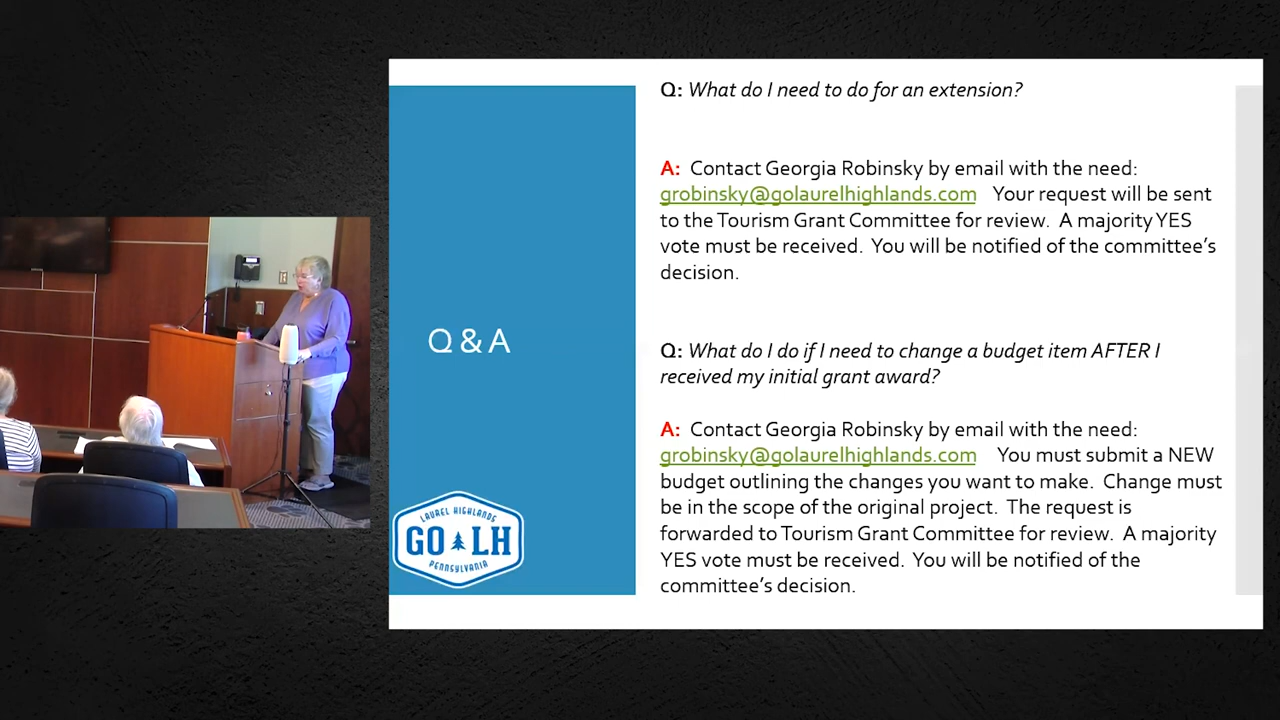 Q: What do I need to do for an extension?
A: Contact Georgia Robinsky by email with the need:
grobinsky@golaurelhighlands.com Your request will be sent
to the Tourism Grant Committee for review. A majority YES
vote must be received. You will be notified of the committee's
decision.
Q & A
Q: What do I do if I need to change a budget item AFTER I
received my initial grant award?
A: Contact Georgia Robinsky by email with the need:
grobinsky@golaurelhighlands.com You must submit a NEW
budget outlining the changes you want to make. Change must
be in the scope of the original project. The request is
forwarded to Tourism Grant Committee for review. A majority
YES vote must be received. You will be notified of the
committee's decision.
LAUREL HIGHLANDS
GO LH
PENNSYLVANIA